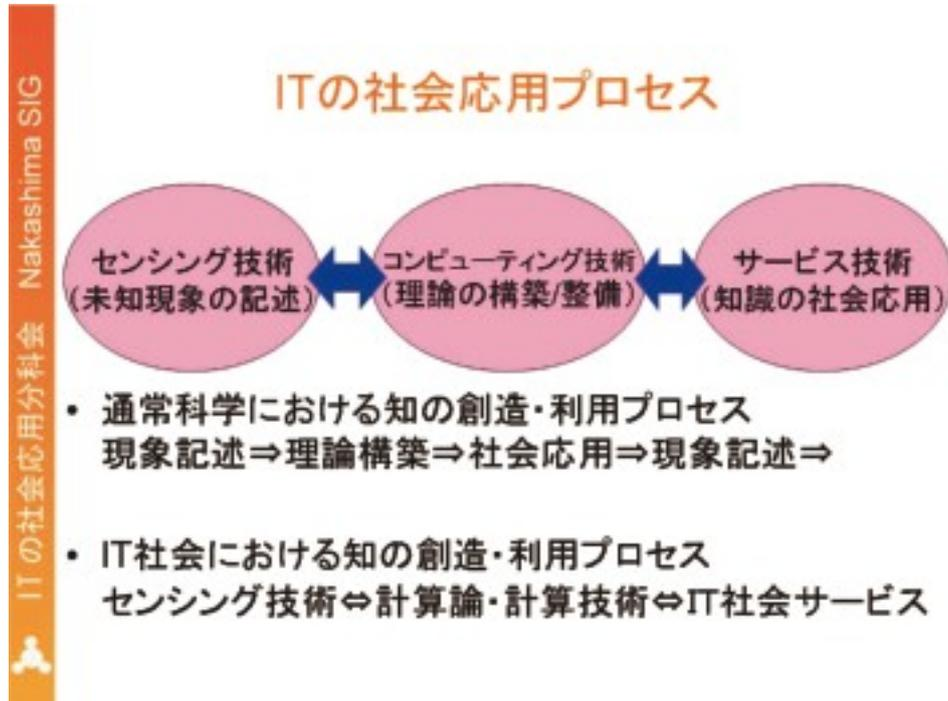 ITの社会応用プロセス
センシング技術
(未知現象の記述)
コンピューティング技術
(理論の構築/整備)
サービス技術
(知識の社会応用)
• 通常科学における知の創造・利用プロセス
現象記述⇒理論構築⇒社会応用⇒現象記述⇒
• IT社会における知の創造・利用プロセス
センシング技術⇔計算論・計算技術⇔IT社会サービス
ITの社会応用分科会 Nakashima SIG